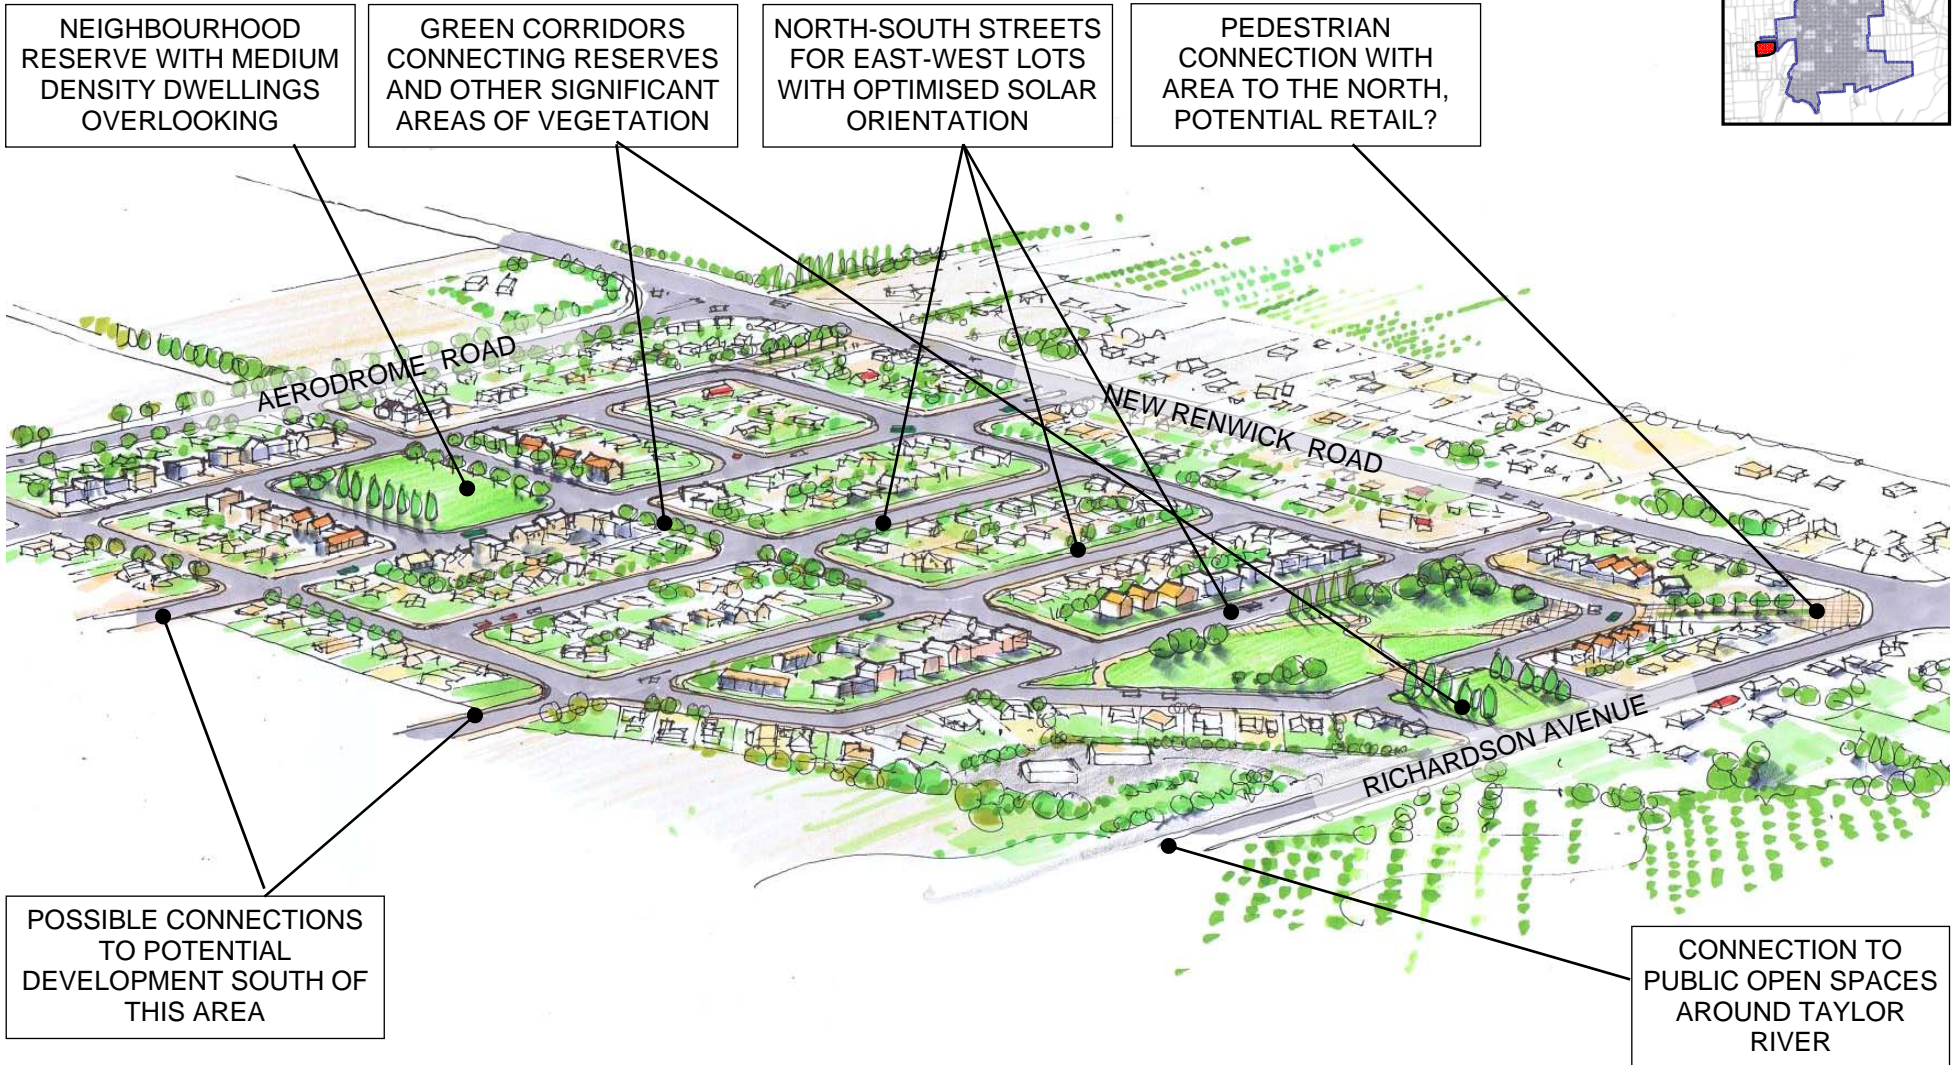 NEIGHBOURHOOD
RESERVE WITH MEDIUM
DENSITY DWELLINGS
OVERLOOKING
GREEN CORRIDORS
CONNECTING RESERVES
AND OTHER SIGNIFICANT
AREAS OF VEGETATION
NORTH-SOUTH STREETS
FOR EAST-WEST LOTS
WITH OPTIMISED SOLAR
ORIENTATION
PEDESTRIAN
CONNECTION WITH
AREA TO THE NORTH,
POTENTIAL RETAIL?
AERODROME ROAD
NEW RENWICK ROAD
RICHARDSON AVENUE
POSSIBLE CONNECTIONS
TO POTENTIAL
DEVELOPMENT SOUTH OF
THIS AREA
CONNECTION TO
PUBLIC OPEN SPACES
AROUND TAYLOR
RIVER